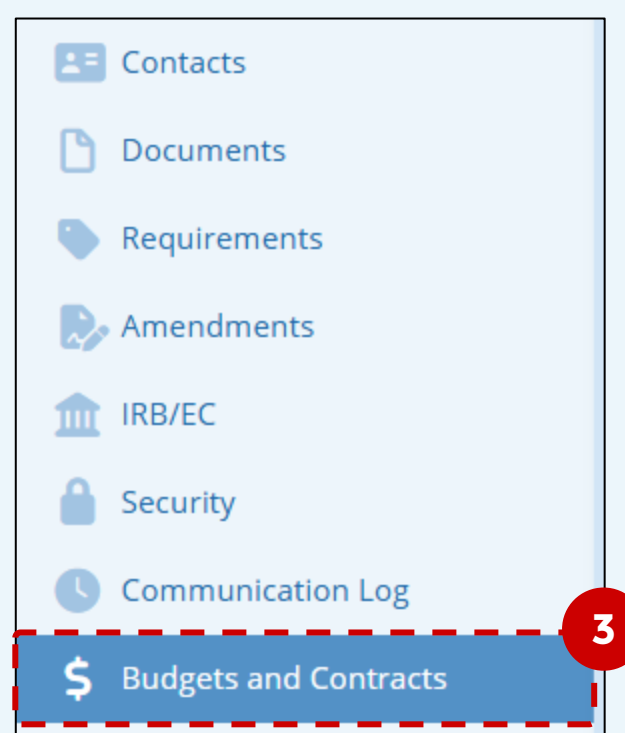 Contacts
Documents
Requirements
Amendments
IRB/EC
Security
Communication Log
3
$ Budgets and Contracts